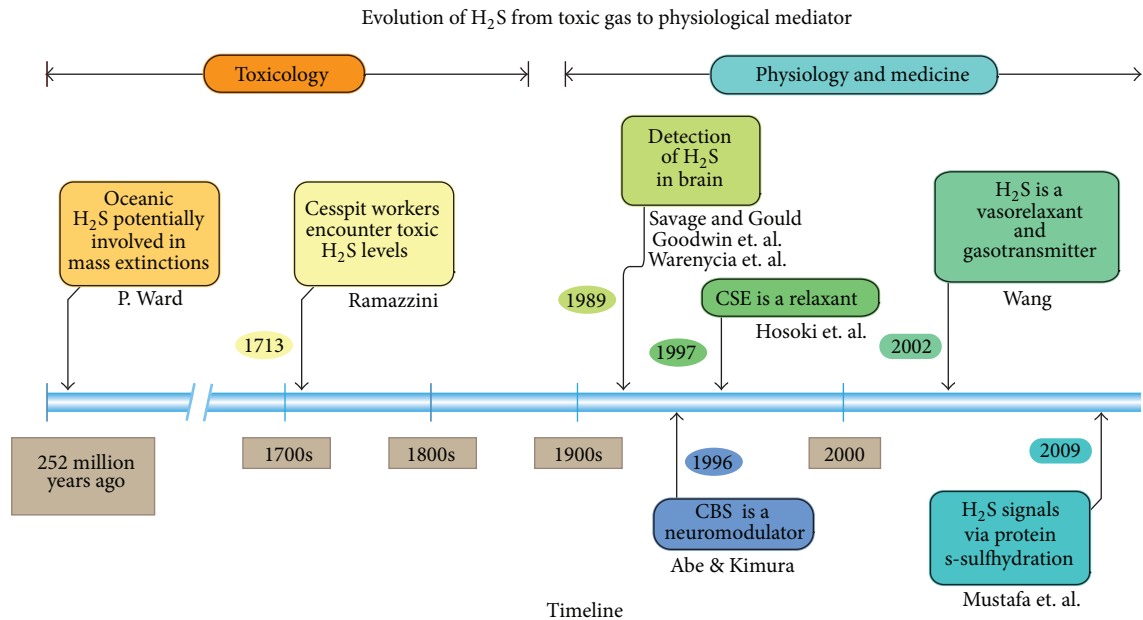 Evolution of H₂S from toxic gas to physiological mediator
Toxicology
Physiology and medicine
Oceanic
H₂S potentially
involved in
mass extinctions
P. Ward
Cesspit workers
encounter toxic
H₂S levels
Ramazzini
1713
Detection
of H₂S
in brain
Savage and Gould
Goodwin et. al.
Warenycia et. al.
1989
CSE is a relaxant
Hosoki et. al.
1997
H₂S is a
vasorelaxant
and
gasotransmitter
Wang
2002
252 million
years ago
1700s
1800s
1900s
2000
1996
CBS is a
neuromodulator
Abe & Kimura
2009
H₂S signals
via protein
s-sulfhydration
Mustafa et. al.
Timeline